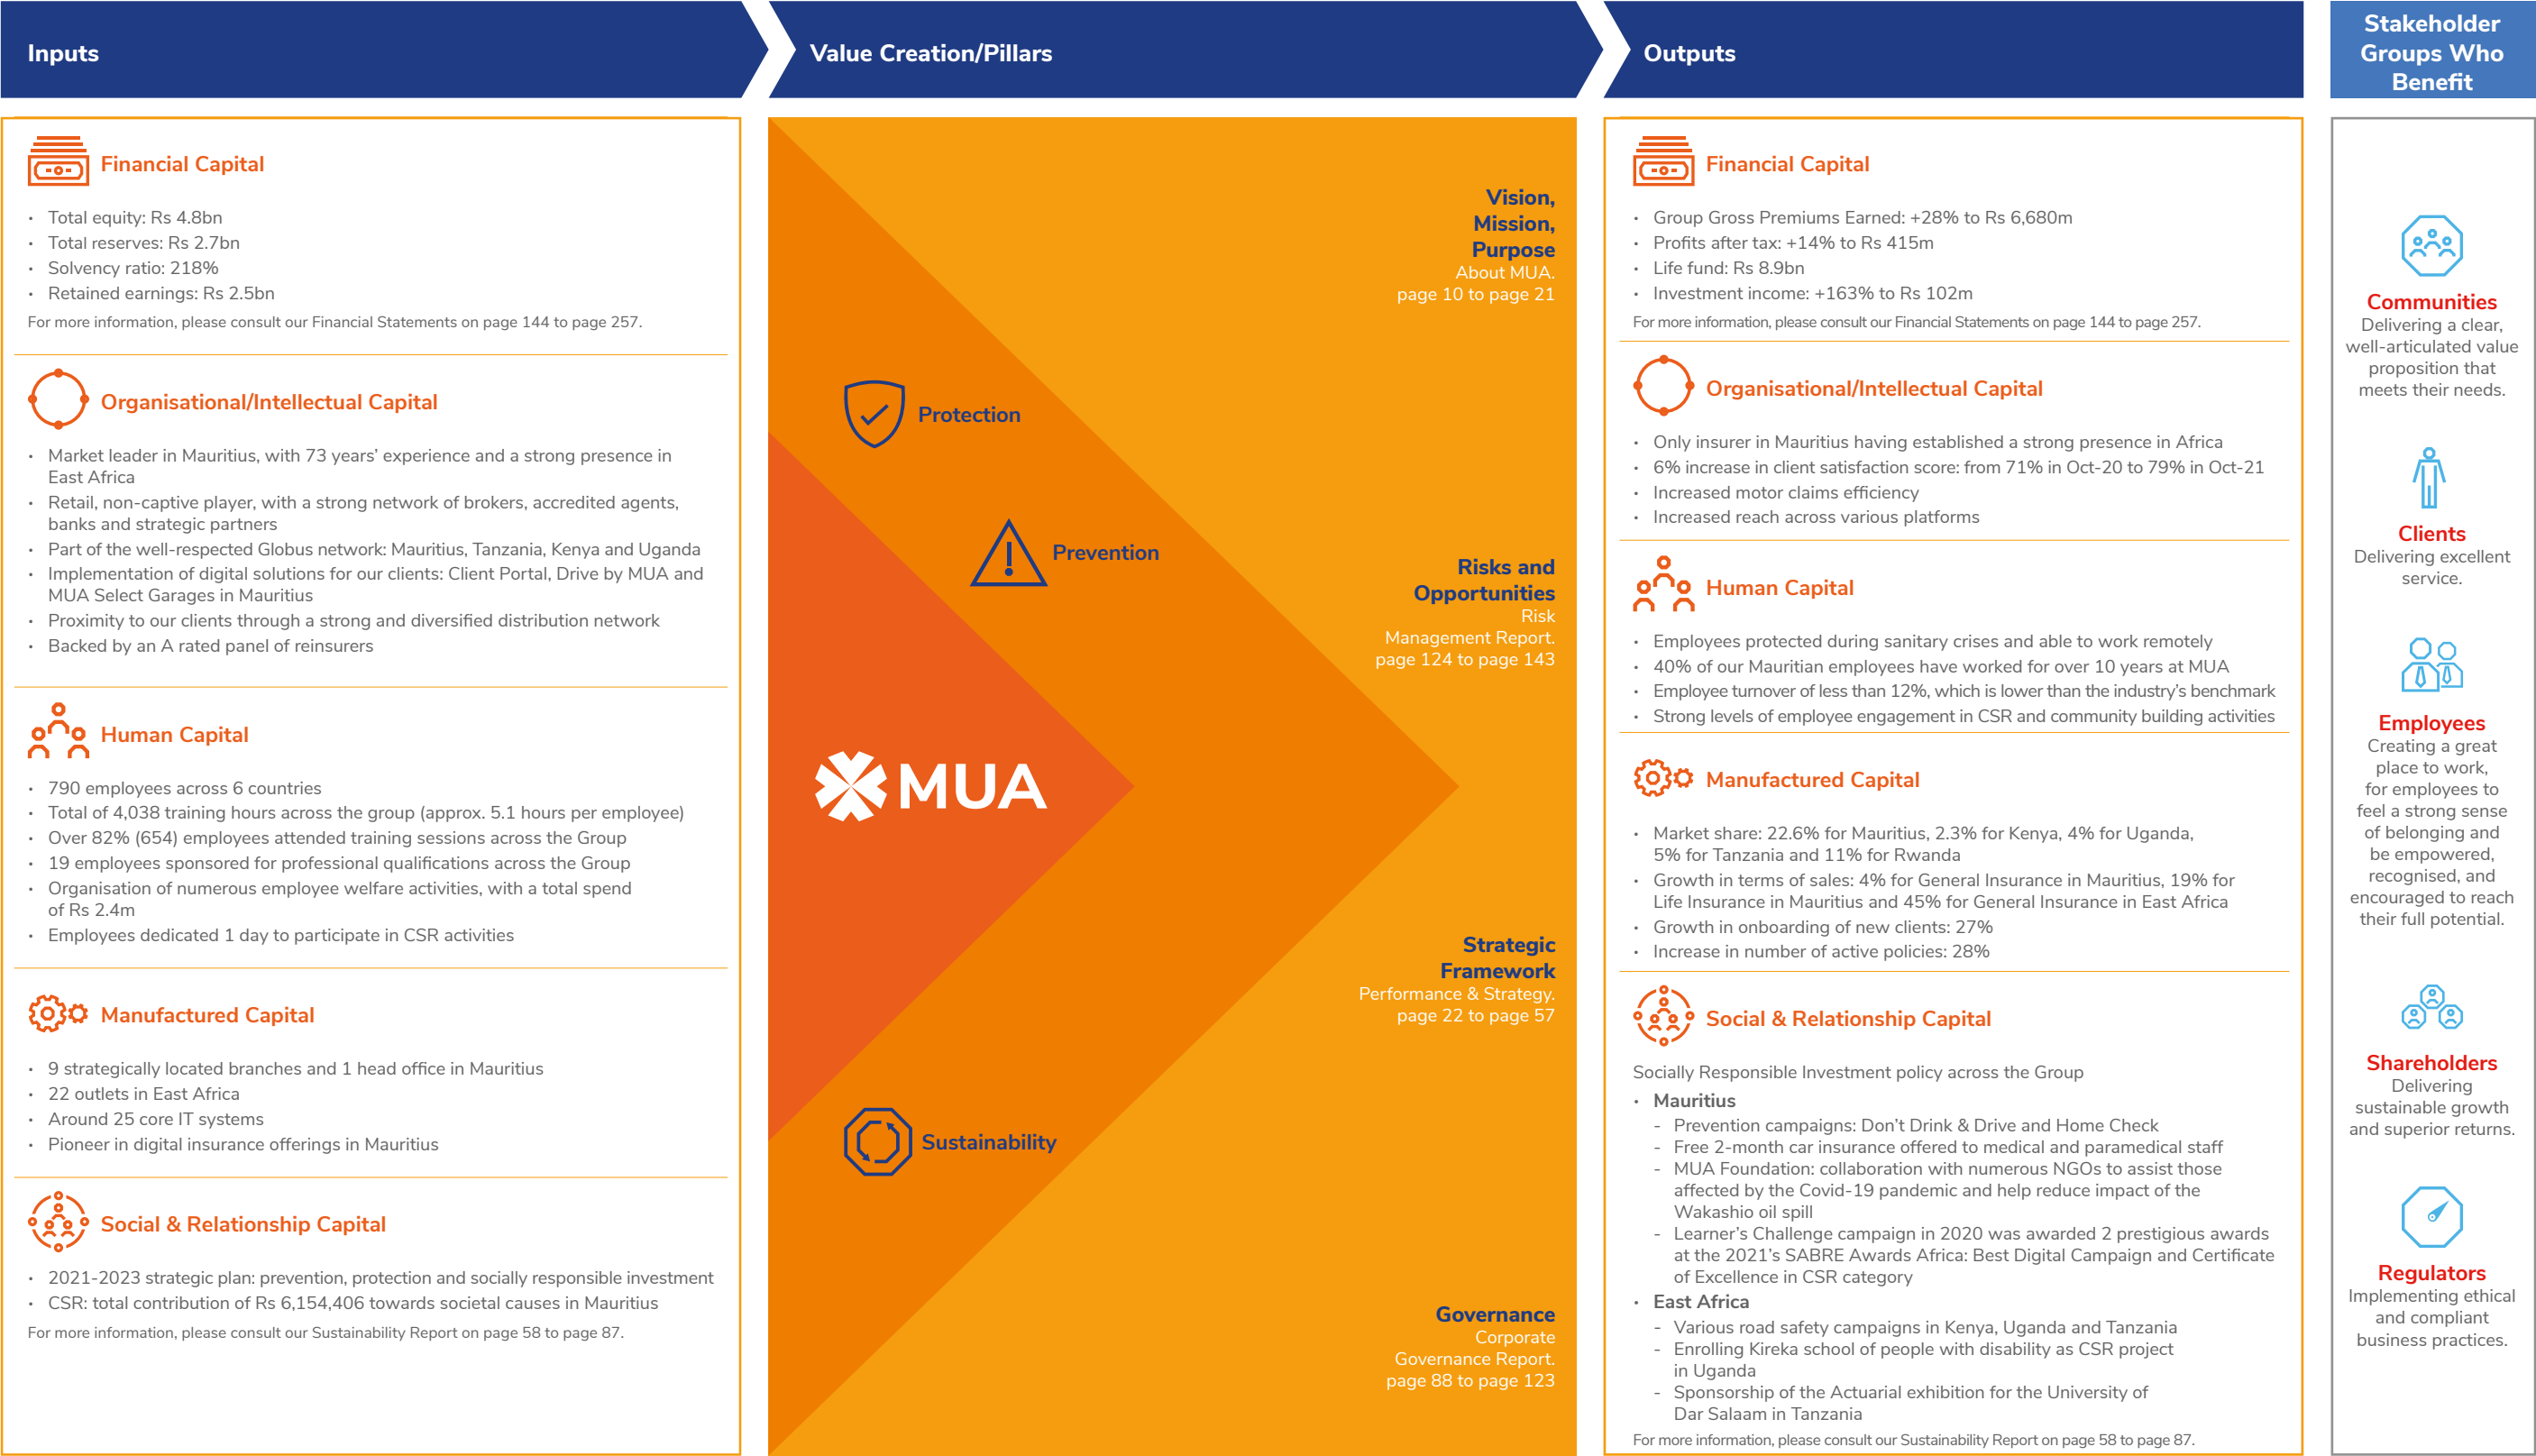 Inputs
Financial Capital
• Total equity: Rs 4.8bn
• Total reserves: Rs 2.7bn
• Solvency ratio: 218%
• Retained earnings: Rs 2.5bn
For more information, please consult our Financial Statements on page 144 to page 257.
Organisational/Intellectual Capital
• Market leader in Mauritius, with 73 years’ experience and a strong presence in
East Africa
• Retail, non-captive player, with a strong network of brokers, accredited agents,
banks and strategic partners
• Part of the well-respected Globus network: Mauritius, Tanzania, Kenya and Uganda
• Implementation of digital solutions for our clients: Client Portal, Drive by MUA and
MUA Select Garages in Mauritius
• Proximity to our clients through a strong and diversified distribution network
• Backed by an A rated panel of reinsurers
Human Capital
• 790 employees across 6 countries
• Total of 4,038 training hours across the group (approx. 5.1 hours per employee)
• Over 82% (654) employees attended training sessions across the Group
• 19 employees sponsored for professional qualifications across the Group
• Organisation of numerous employee welfare activities, with a total spend
of Rs 2.4m
• Employees dedicated 1 day to participate in CSR activities
Manufactured Capital
• 9 strategically located branches and 1 head office in Mauritius
• 22 outlets in East Africa
• Around 25 core IT systems
• Pioneer in digital insurance offerings in Mauritius
Social & Relationship Capital
• 2021-2023 strategic plan: prevention, protection and socially responsible investment
• CSR: total contribution of Rs 6,154,406 towards societal causes in Mauritius
For more information, please consult our Sustainability Report on page 58 to page 87.
Value Creation/Pillars
Protection
Prevention
MUA
Sustainability
Vision,
Mission,
Purpose
About MUA.
page 10 to page 21
Risks and
Opportunities
Risk
Management Report.
page 124 to page 143
Strategic
Framework
Performance & Strategy.
page 22 to page 57
Governance
Corporate
Governance Report.
page 88 to page 123
Outputs
Financial Capital
• Group Gross Premiums Earned: +28% to Rs 6,680m
• Profits after tax: +14% to Rs 415m
• Life fund: Rs 8.9bn
• Investment income: +163% to Rs 102m
For more information, please consult our Financial Statements on page 144 to page 257.
Organisational/Intellectual Capital
• Only insurer in Mauritius having established a strong presence in Africa
• 6% increase in client satisfaction score: from 71% in Oct-20 to 79% in Oct-21
• Increased motor claims efficiency
• Increased reach across various platforms
Human Capital
• Employees protected during sanitary crises and able to work remotely
• 40% of our Mauritian employees have worked for over 10 years at MUA
• Employee turnover of less than 12%, which is lower than the industry’s benchmark
• Strong levels of employee engagement in CSR and community building activities
Manufactured Capital
• Market share: 22.6% for Mauritius, 2.3% for Kenya, 4% for Uganda,
5% for Tanzania and 11% for Rwanda
• Growth in terms of sales: 4% for General Insurance in Mauritius, 19% for
Life Insurance in Mauritius and 45% for General Insurance in East Africa
• Growth in onboarding of new clients: 27%
• Increase in number of active policies: 28%
Social & Relationship Capital
Socially Responsible Investment policy across the Group
• Mauritius
- Prevention campaigns: Don’t Drink & Drive and Home Check
- Free 2-month car insurance offered to medical and paramedical staff
- MUA Foundation: collaboration with numerous NGOs to assist those
affected by the Covid-19 pandemic and help reduce impact of the
Wakashio oil spill
- Learner’s Challenge campaign in 2020 was awarded 2 prestigious awards
at the 2021’s SABRE Awards Africa: Best Digital Campaign and Certificate
of Excellence in CSR category
• East Africa
- Various road safety campaigns in Kenya, Uganda and Tanzania
- Enrolling Kireka school of people with disability as CSR project
in Uganda
- Sponsorship of the Actuarial exhibition for the University of
Dar Salaam in Tanzania
For more information, please consult our Sustainability Report on page 58 to page 87.
Stakeholder
Groups Who
Benefit
Communities
Delivering a clear,
well-articulated value
proposition that
meets their needs.
Clients
Delivering excellent
service.
Employees
Creating a great
place to work,
for employees to
feel a strong sense
of belonging and
be empowered,
recognised, and
encouraged to reach
their full potential.
Shareholders
Delivering
sustainable growth
and superior returns.
Regulators
Implementing ethical
and compliant
business practices.